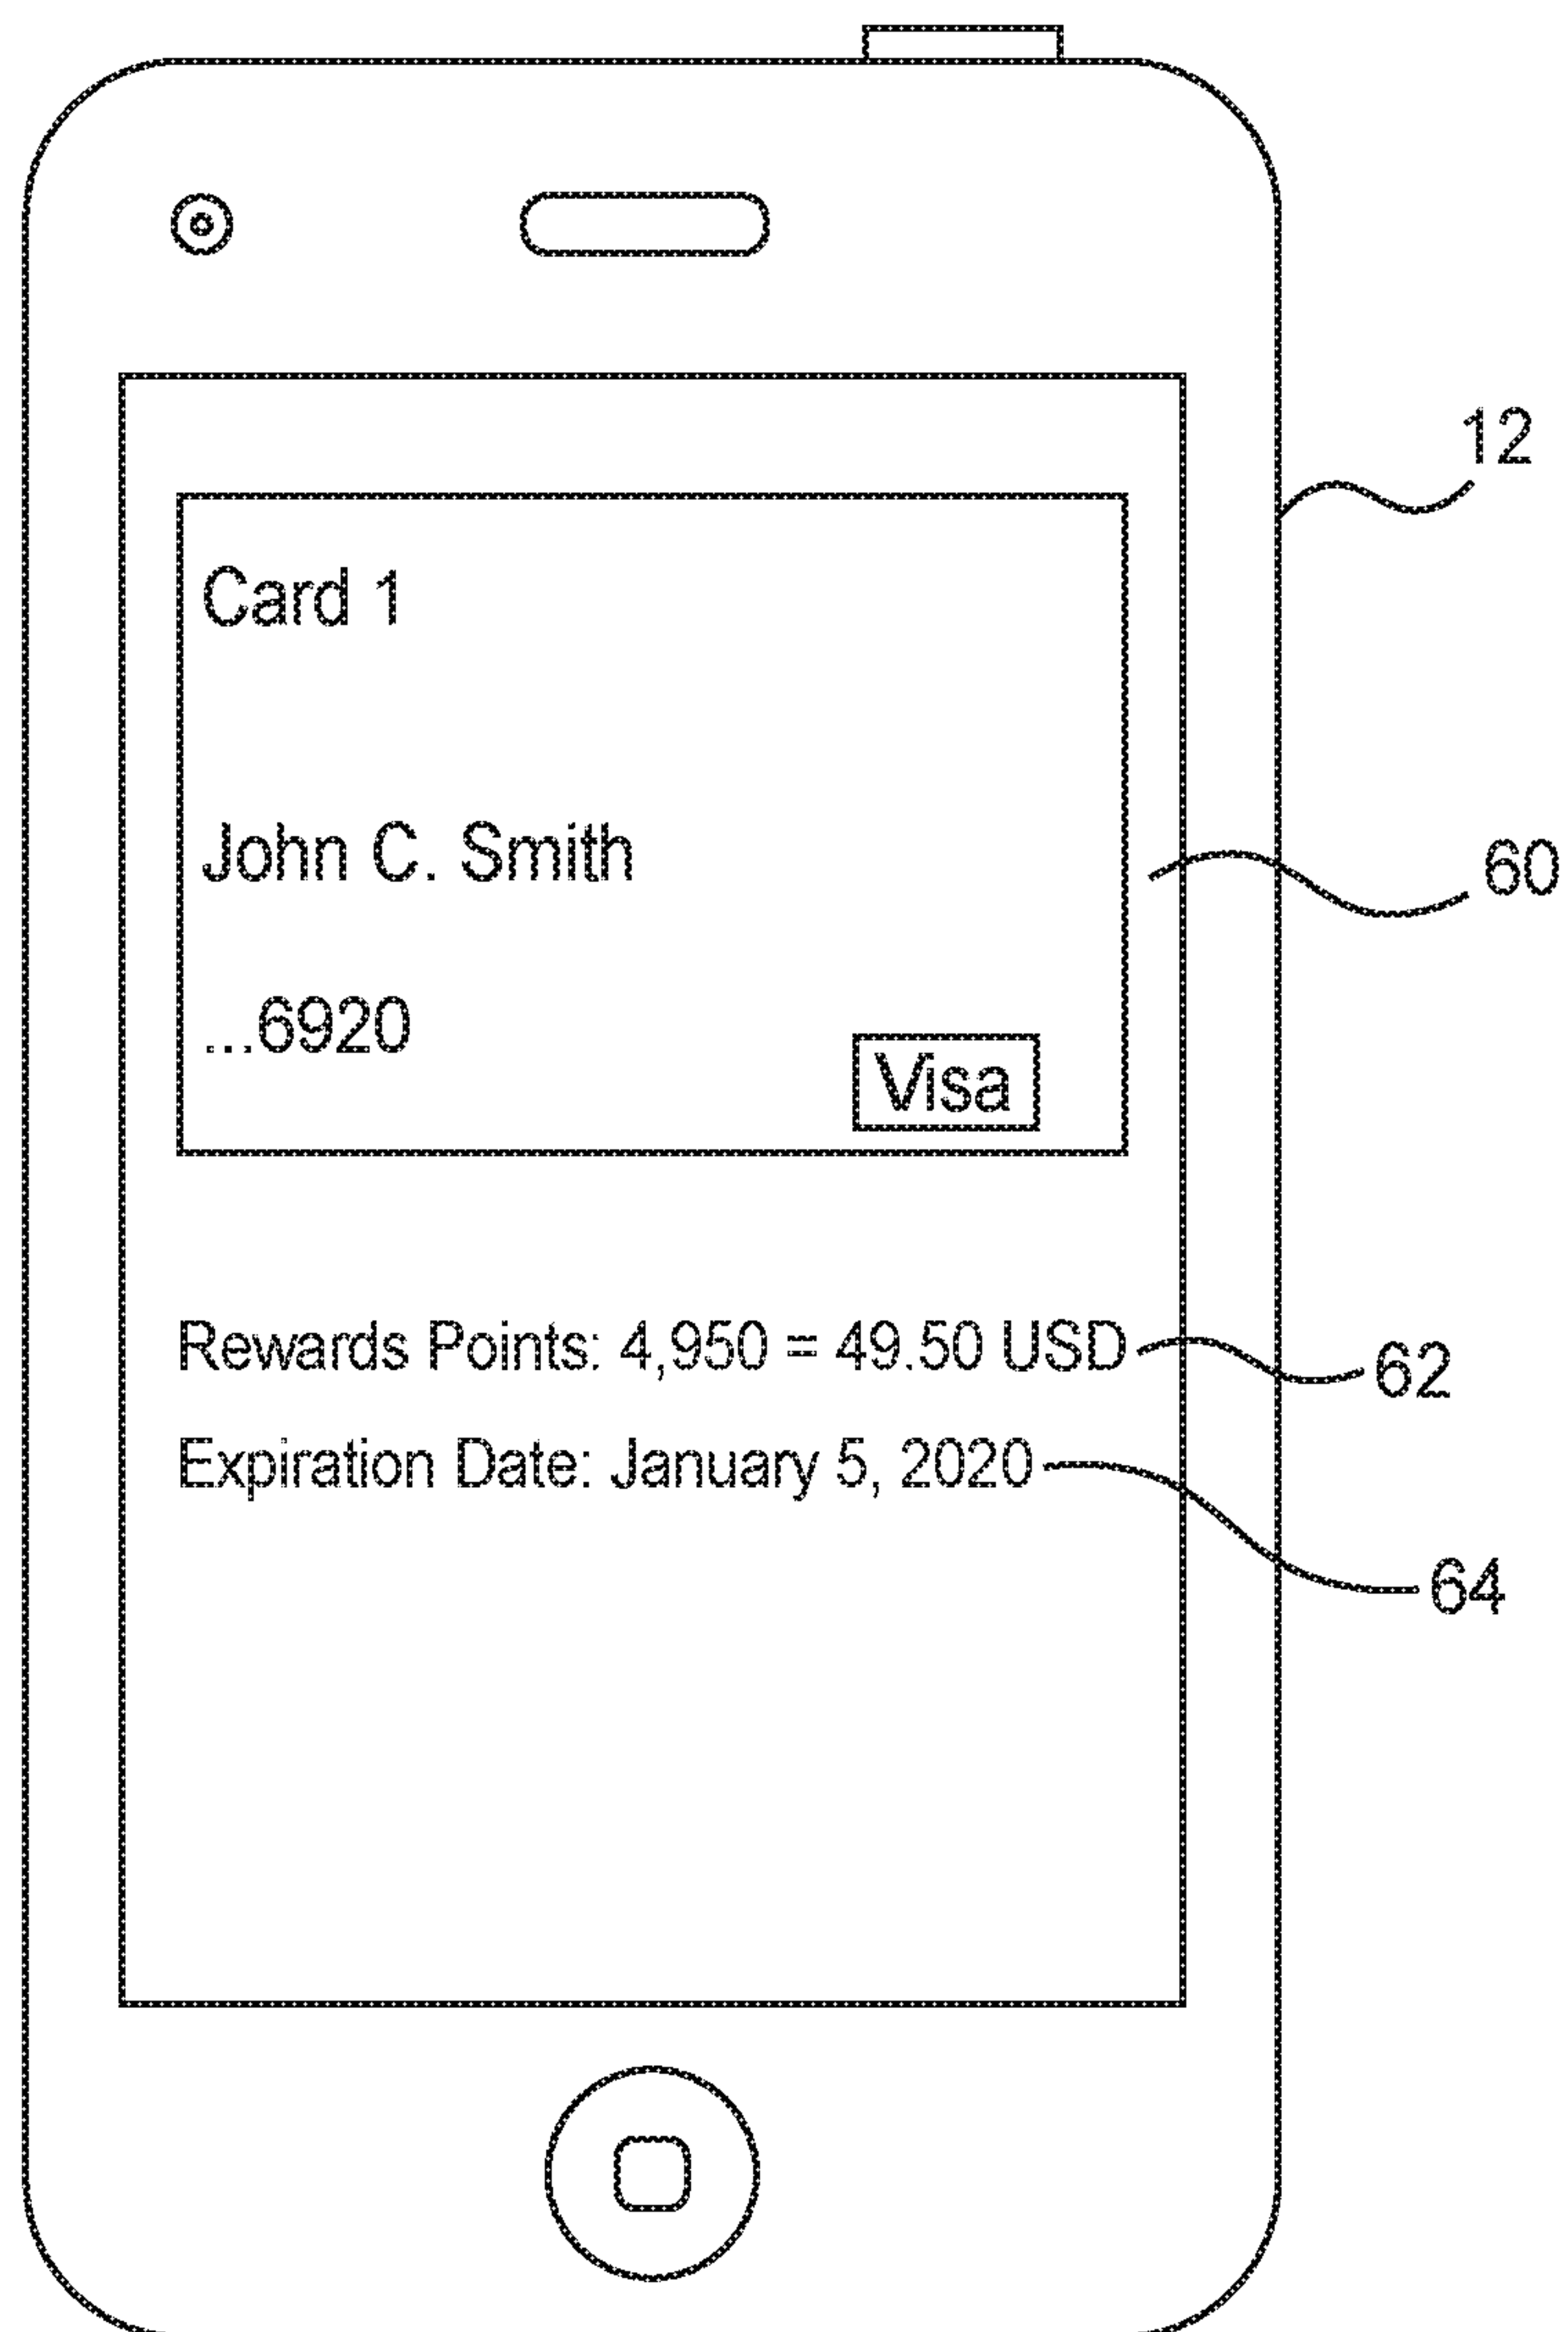 12
Card 1
John C. Smith
60
...6920
Visa
Rewards Points: 4,950 = 49.50 USD
62
Expiration Date: January 5, 2020
64